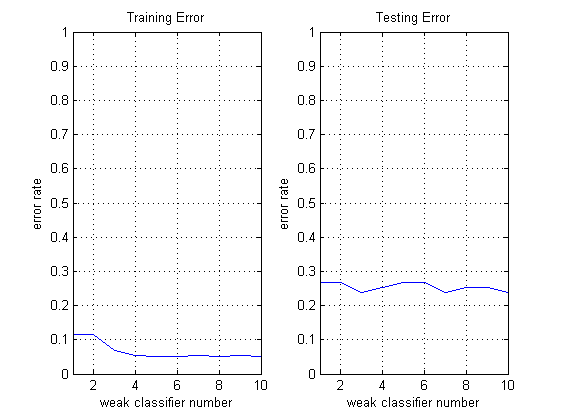 Training Error
1
0.9
0.8
0.7
0.6
0.5
0.4
0.3
0.2
0.1
0
error rate
2 4 6 8 10
weak classifier number
Testing Error
1
0.9
0.8
0.7
0.6
0.5
0.4
0.3
0.2
0.1
0
error rate
2 4 6 8 10
weak classifier number